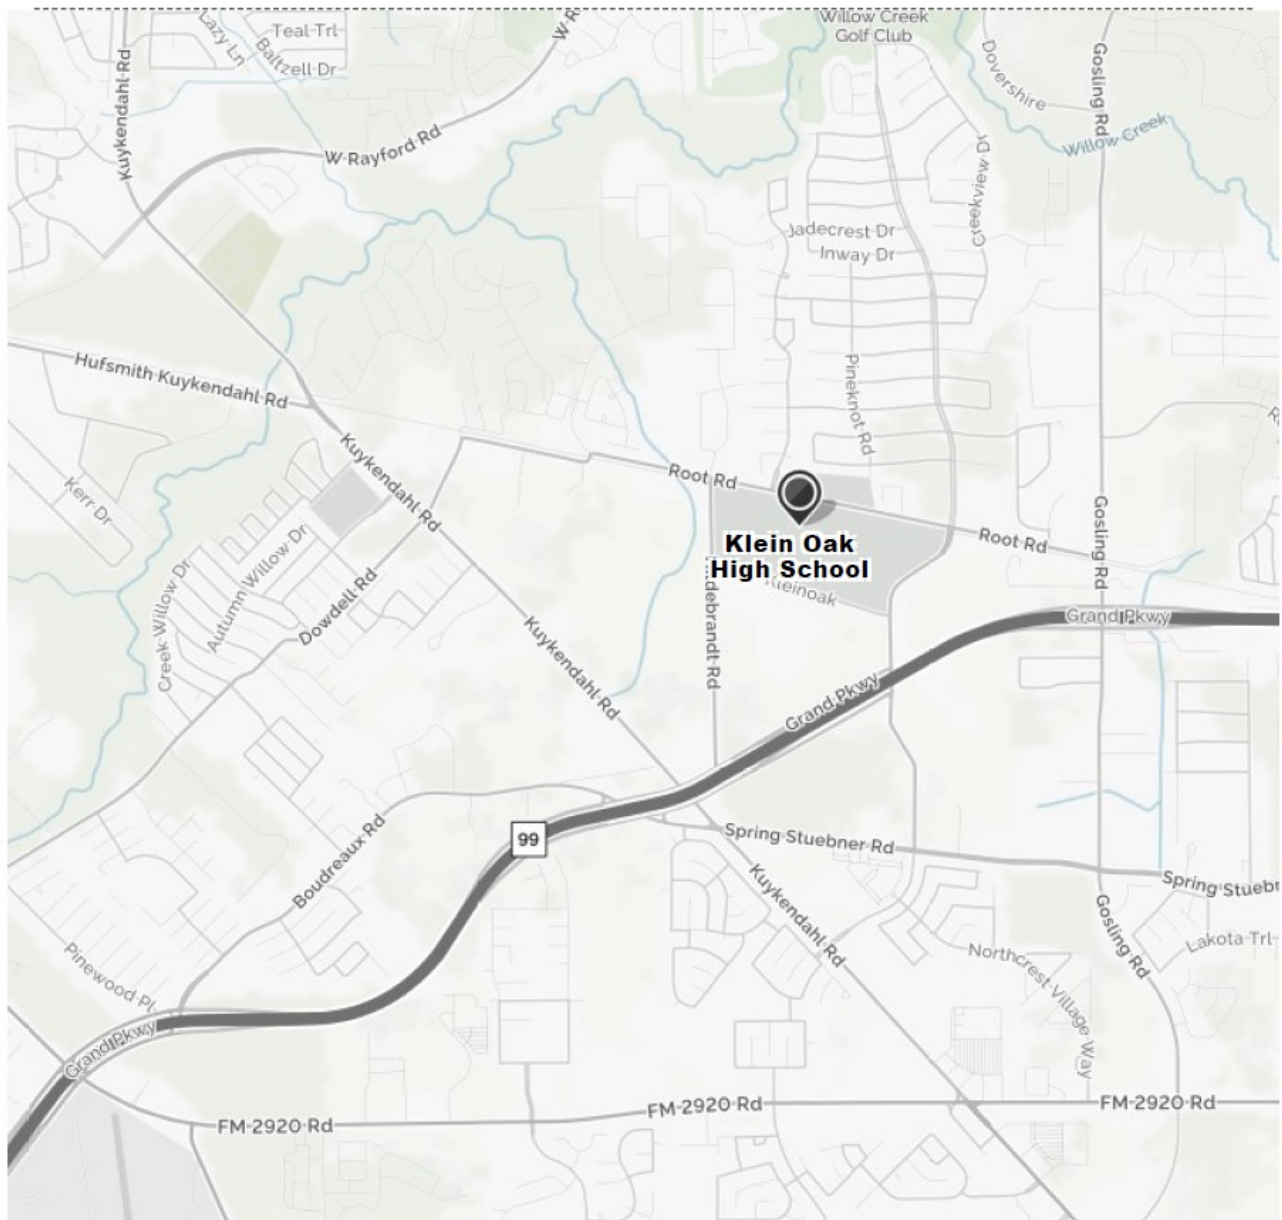 Willow Creek
Golf Club
Lazy Ln
Teal Trl
Baltzell Dr
Kuykendahl Rd
W Rayford Rd
Dovershire
Gosling Rd
Willow Creek
Creekview Dr
Jadecrest Dr
Inway Dr
Pineknot Rd
Hufsmith Kuykendahl Rd
Kuykendahl Rd
Kerr Dr
Root Rd
Klein Oak
High School
Kleinoak
Root Rd
Gosling Rd
Creek Willow Dr
Autumn Willow Dr
Dowdell Rd
Kuykendahl Rd
Grand Pkwy
Grand Pkwy
99
Spring Stuebner Rd
Boudreaux Rd
Kuykendahl Rd
Gosling Rd
Lakota Trl
Northcrest Village Way
Pinewood Pl
Grand Pkwy
FM 2920 Rd
FM 2920 Rd
FM 2920 Rd